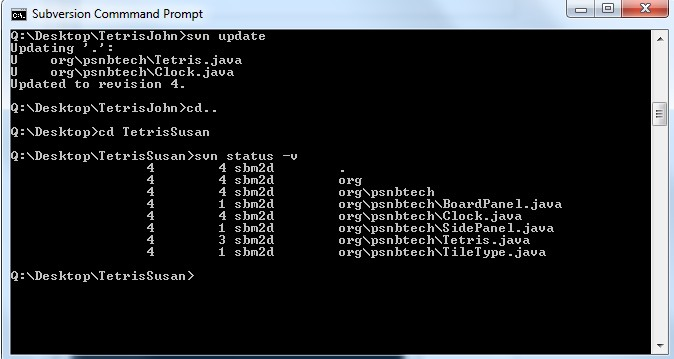 Subversion Commmand Prompt
Q:\Desktop\TetrisJohn>svn update
Updating '.':
U    org\psnbtech\Tetris.java
U    org\psnbtech\Clock.java
Updated to revision 4.
Q:\Desktop\TetrisJohn>cd..
Q:\Desktop>cd TetrisSusan
Q:\Desktop\TetrisSusan>svn status -v
                 4        4 sbm2d        .
                 4        4 sbm2d        org
                 4        4 sbm2d        org\psnbtech
                 4        1 sbm2d        org\psnbtech\BoardPanel.java
                 4        4 sbm2d        org\psnbtech\Clock.java
                 4        1 sbm2d        org\psnbtech\SidePanel.java
                 4        3 sbm2d        org\psnbtech\Tetris.java
                 4        1 sbm2d        org\psnbtech\TileType.java
Q:\Desktop\TetrisSusan>